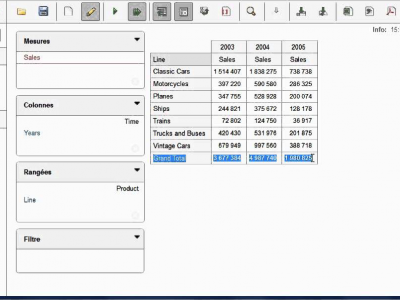 Info: 15:
Mesures
Sales
Colonnes
Time
Years
Rangées
Product
Line
Filtre
2003 2004 2005
Line Sales Sales Sales
Classic Cars 1 514 407 1 838 275 738 738
Motorcycles 397 220 590 580 286 325
Planes 347 755 528 928 200 074
Ships 244 821 375 672 128 178
Trains 72 802 124 750 36 917
Trucks and Buses 420 430 531 976 201 875
Vintage Cars 679 949 997 560 388 718
Grand Total 3 677 384 4 987 740 1 980 825